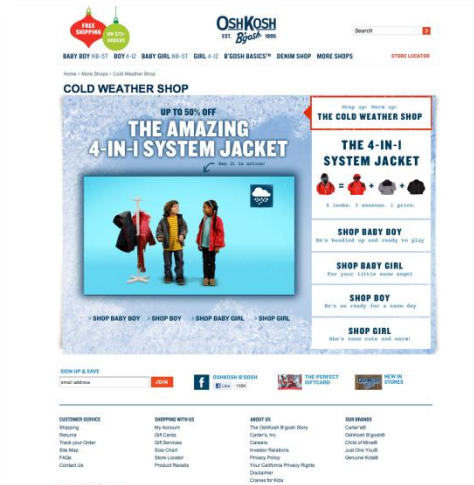 FREE
SHIPPING
ON $75+
ORDERS
OSHKOSH
EST. B'gosh 1895
Search
BABY BOY NB-5T BOY 4-12 BABY GIRL NB-5T GIRL 4-12 B'GOSH BASICS™ DENIM SHOP MORE SHOPS STORE LOCATOR
Home > More Shops > Cold Weather Shop
COLD WEATHER SHOP
UP TO 50% OFF
THE AMAZING
4-IN-1 SYSTEM JACKET
See it in action!
> SHOP BABY BOY > SHOP BOY > SHOP BABY GIRL > SHOP GIRL
Wrap up! Warm up!
THE COLD WEATHER SHOP
THE 4-IN-1
SYSTEM JACKET
= + +
4 looks. 3 seasons. 1 price.
SHOP BABY BOY
He's bundled up and ready to play
SHOP BABY GIRL
For your little snow angel
SHOP BOY
He's so ready for a snow day
SHOP GIRL
She's snow cute and warm!
SIGN UP & SAVE
email address
JOIN
OSHKOSH B'GOSH
Like
THE PERFECT
GIFTCARD
NEW IN
STORES
CUSTOMER SERVICE
Shipping
Returns
Track your Order
Site Map
FAQs
Contact Us
SHOPPING WITH US
My Account
Gift Cards
Gift Services
Size Chart
Store Locator
Product Recalls
ABOUT US
The OshKosh B'gosh Story
Carter's, Inc
Careers
Investor Relations
Privacy Policy
Your California Privacy Rights
Disclaimer
Cranes for Kids
OUR BRANDS
Carter's®
OshKosh B'gosh®
Child of Mine®
Just One You®
Genuine Kids®